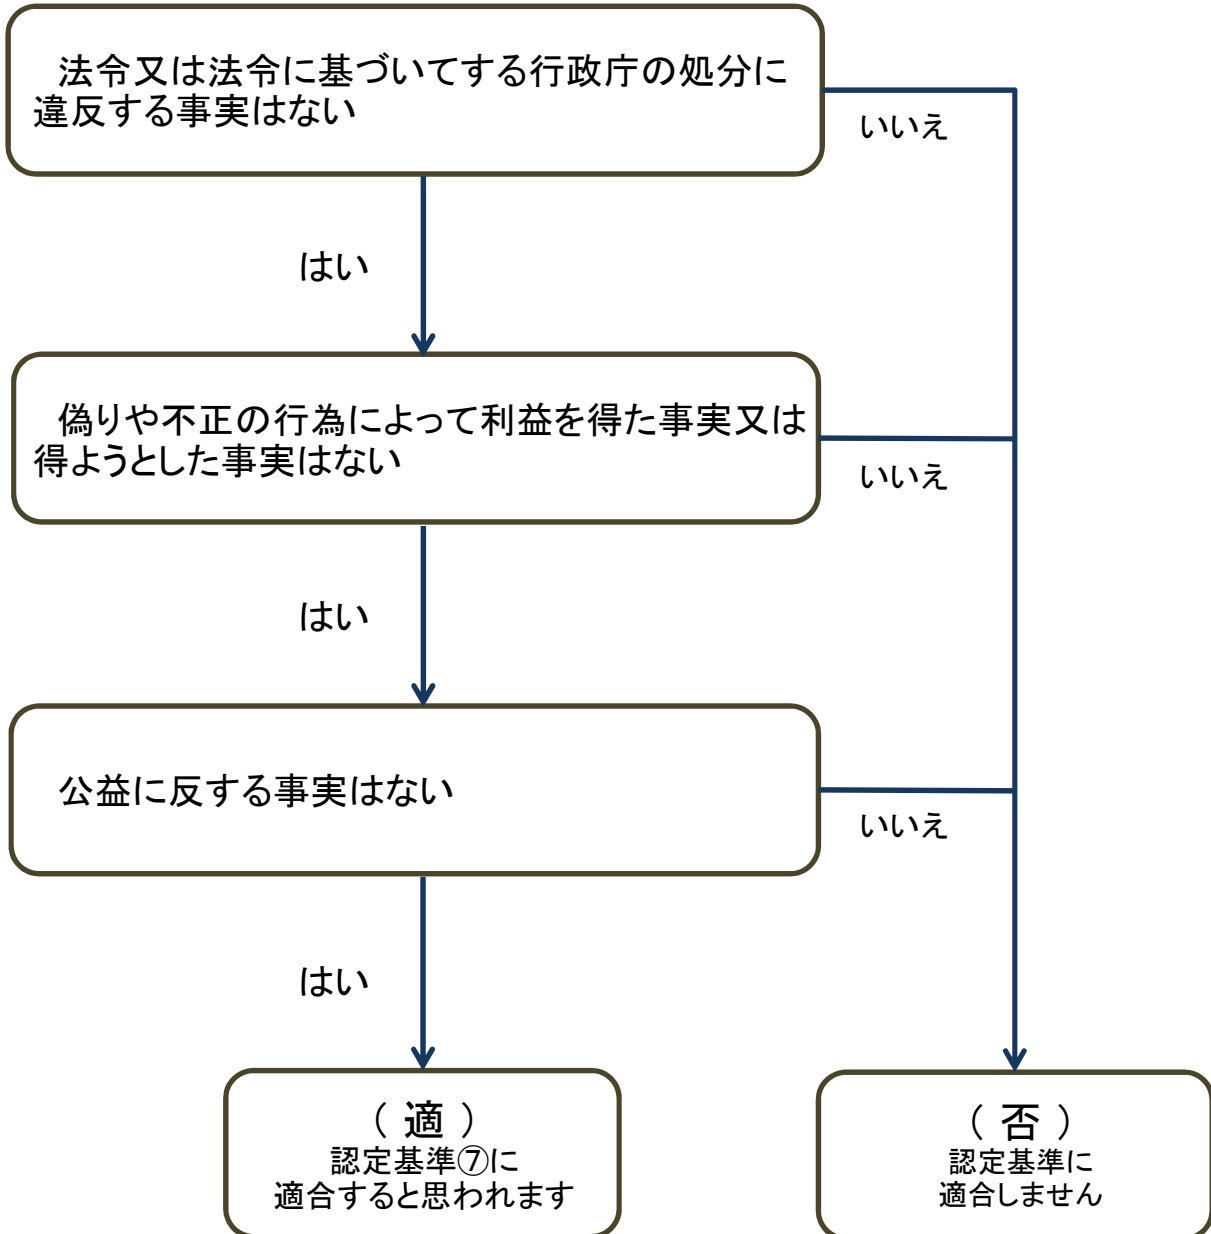 法令又は法令に基づいてする行政庁の処分に
違反する事実はない
いいえ
はい
偽りや不正の行為によって利益を得た事実又は
得ようとした事実はない
いいえ
はい
公益に反する事実はない
いいえ
はい
（ 適 ）
認定基準⑦に
適合すると思われます
（ 否 ）
認定基準に
適合しません